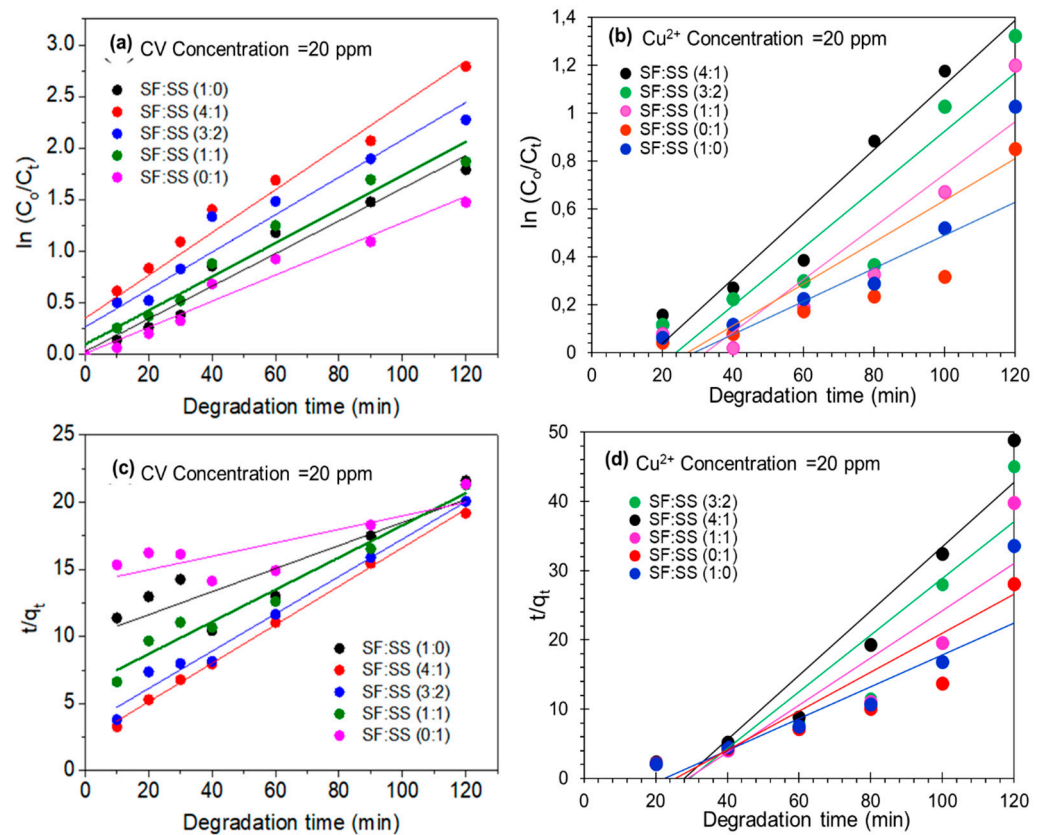 (a) CV Concentration =20 ppm
SF:SS (1:0)
SF:SS (4:1)
SF:SS (3:2)
SF:SS (1:1)
SF:SS (0:1)
ln (Co/Ct)
3.0
2.5
2.0
1.5
1.0
0.5
0.0
0 20 40 60 80 100 120
Degradation time (min)
(b) Cu²⁺ Concentration =20 ppm
SF:SS (4:1)
SF:SS (3:2)
SF:SS (1:1)
SF:SS (0:1)
SF:SS (1:0)
ln (Co/Ct)
1,4
1,2
1
0,8
0,6
0,4
0,2
0
0 20 40 60 80 100 120
Degradation time (min)
(c) CV Concentration =20 ppm
SF:SS (1:0)
SF:SS (4:1)
SF:SS (3:2)
SF:SS (1:1)
SF:SS (0:1)
t/qt
25
20
15
10
5
0
0 20 40 60 80 100 120
Degradation time (min)
(d) Cu²⁺ Concentration =20 ppm
SF:SS (3:2)
SF:SS (4:1)
SF:SS (1:1)
SF:SS (0:1)
SF:SS (1:0)
t/qt
50
40
30
20
10
0
0 20 40 60 80 100 120
Degradation time (min)